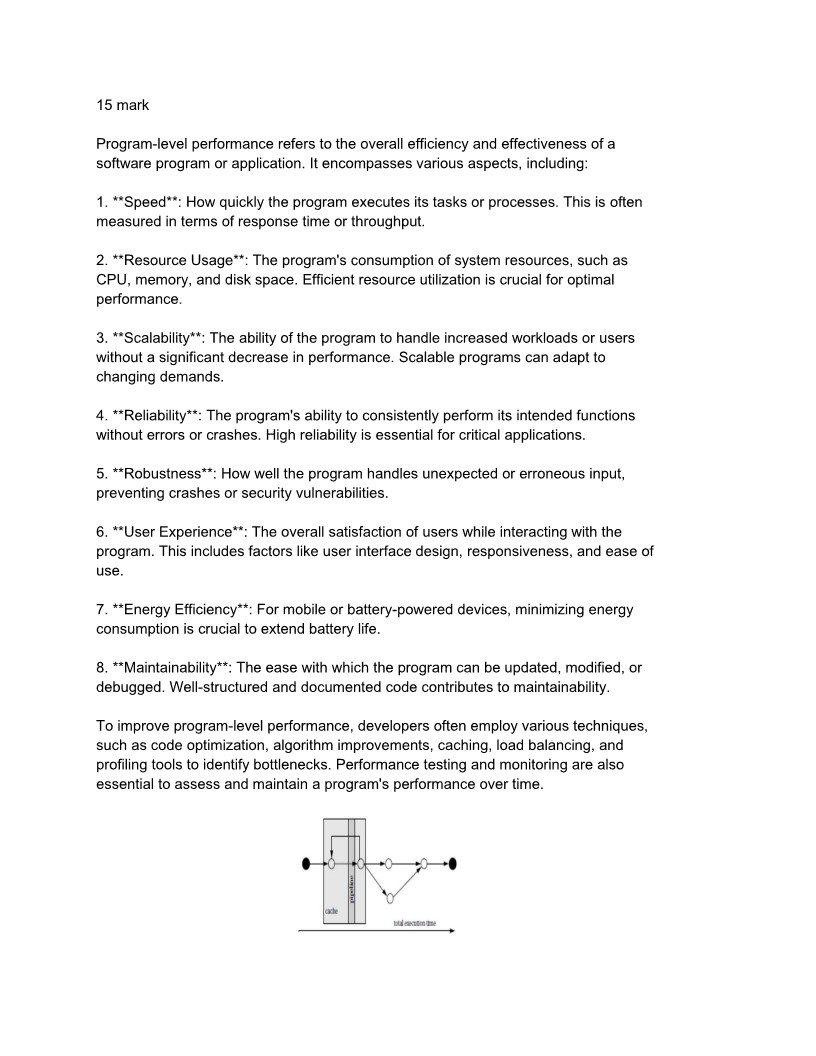 15 mark
Program-level performance refers to the overall efficiency and effectiveness of a
software program or application. It encompasses various aspects, including:
1. **Speed**: How quickly the program executes its tasks or processes. This is often
measured in terms of response time or throughput.
2. **Resource Usage**: The program's consumption of system resources, such as
CPU, memory, and disk space. Efficient resource utilization is crucial for optimal
performance.
3. **Scalability**: The ability of the program to handle increased workloads or users
without a significant decrease in performance. Scalable programs can adapt to
changing demands.
4. **Reliability**: The program's ability to consistently perform its intended functions
without errors or crashes. High reliability is essential for critical applications.
5. **Robustness**: How well the program handles unexpected or erroneous input,
preventing crashes or security vulnerabilities.
6. **User Experience**: The overall satisfaction of users while interacting with the
program. This includes factors like user interface design, responsiveness, and ease of
use.
7. **Energy Efficiency**: For mobile or battery-powered devices, minimizing energy
consumption is crucial to extend battery life.
8. **Maintainability**: The ease with which the program can be updated, modified, or
debugged. Well-structured and documented code contributes to maintainability.
To improve program-level performance, developers often employ various techniques,
such as code optimization, algorithm improvements, caching, load balancing, and
profiling tools to identify bottlenecks. Performance testing and monitoring are also
essential to assess and maintain a program's performance over time.
pipeline
cache
total execution time